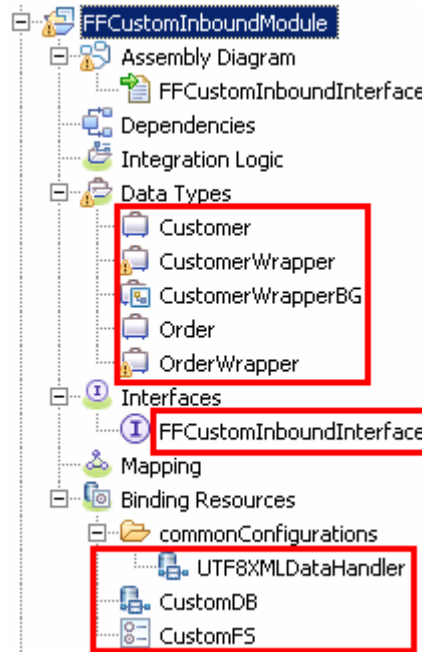 FFCustomInboundModule
Assembly Diagram
FFCustomInboundInterface
Dependencies
Integration Logic
Data Types
Customer
CustomerWrapper
CustomerWrapperBG
Order
OrderWrapper
Interfaces
FFCustomInboundInterface
Mapping
Binding Resources
commonConfigurations
UTF8XMLDataHandler
CustomDB
CustomFS